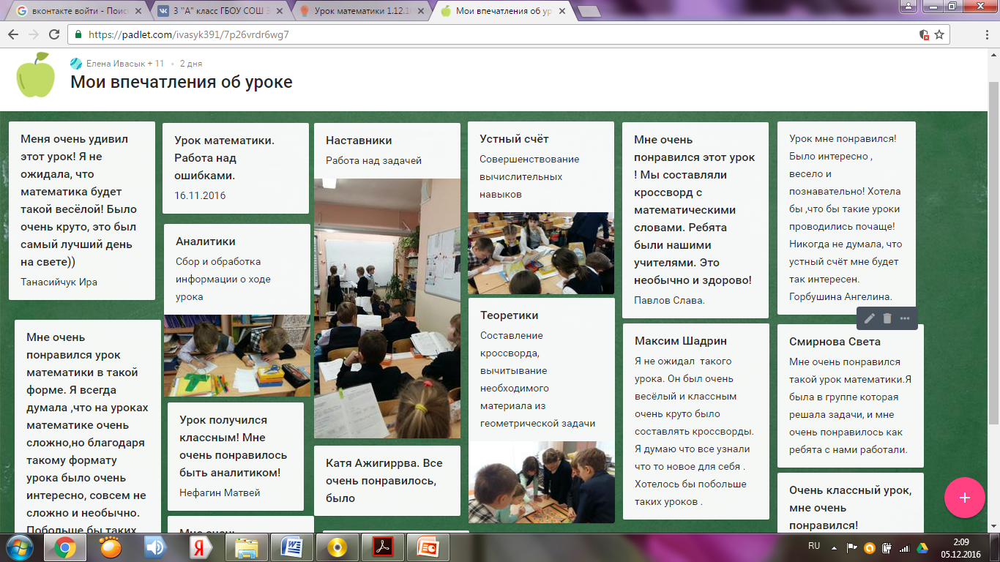 вконтакте войти - Поис
3 "А" класс ГБОУ СОШ
Урок математики 1.12.1
Мои впечатления об ур
https://padlet.com/ivasyk391/7p26vrdr6wg7
Елена Ивасык + 11 • 2 дня
Мои впечатления об уроке
Меня очень удивил
этот урок! Я не
ожидала, что
математика будет
такой весёлой! Было
очень круто, это был
самый лучший день
на свете))
Танасийчук Ира
Мне очень
понравился урок
математики в такой
форме. Я всегда
думала ,что на уроках
математике очень
сложно,но благодаря
такому формату
урока было очень
интересно, совсем не
сложно и необычно.
Побольше бы таких
Урок математики.
Работа над
ошибками.
16.11.2016
Аналитики
Сбор и обработка
информации о ходе
урока
Урок получился
классным! Мне
очень понравилось
быть аналитиком!
Нефагин Матвей
Мне очень
Наставники
Работа над задачей
Катя Ажигиррва. Все
очень понравилось,
было
Устный счёт
Совершенствование
вычислительных
навыков
Теоретики
Составление
кроссворда,
вычитывание
необходимого
материала из
геометрической задачи
Мне очень
понравился этот урок
! Мы составляли
кроссворд с
математическими
словами. Ребята
были нашими
учителями. Это
необычно и здорово!
Павлов Слава.
Максим Шадрин
Я не ожидал такого
урока. Он был очень
весёлый и классным
очень круто было
составлять кроссворды.
Я думаю что все узнали
что то новое для себя .
Хотелось бы побольше
таких уроков .
Урок мне понравился!
Было интересно ,
весело и
познавательно! Хотела
бы ,что бы такие уроки
проводились почаще!
Никогда не думала, что
устный счёт мне будет
так интересен.
Горбушина Ангелина.
Смирнова Света
Мне очень понравился
такой урок математики.Я
была в группе которая
решала задачи, и мне
очень понравилось как
ребята с нами работали.
Очень классный урок,
мне очень
понравился!
RU
2:09
05.12.2016